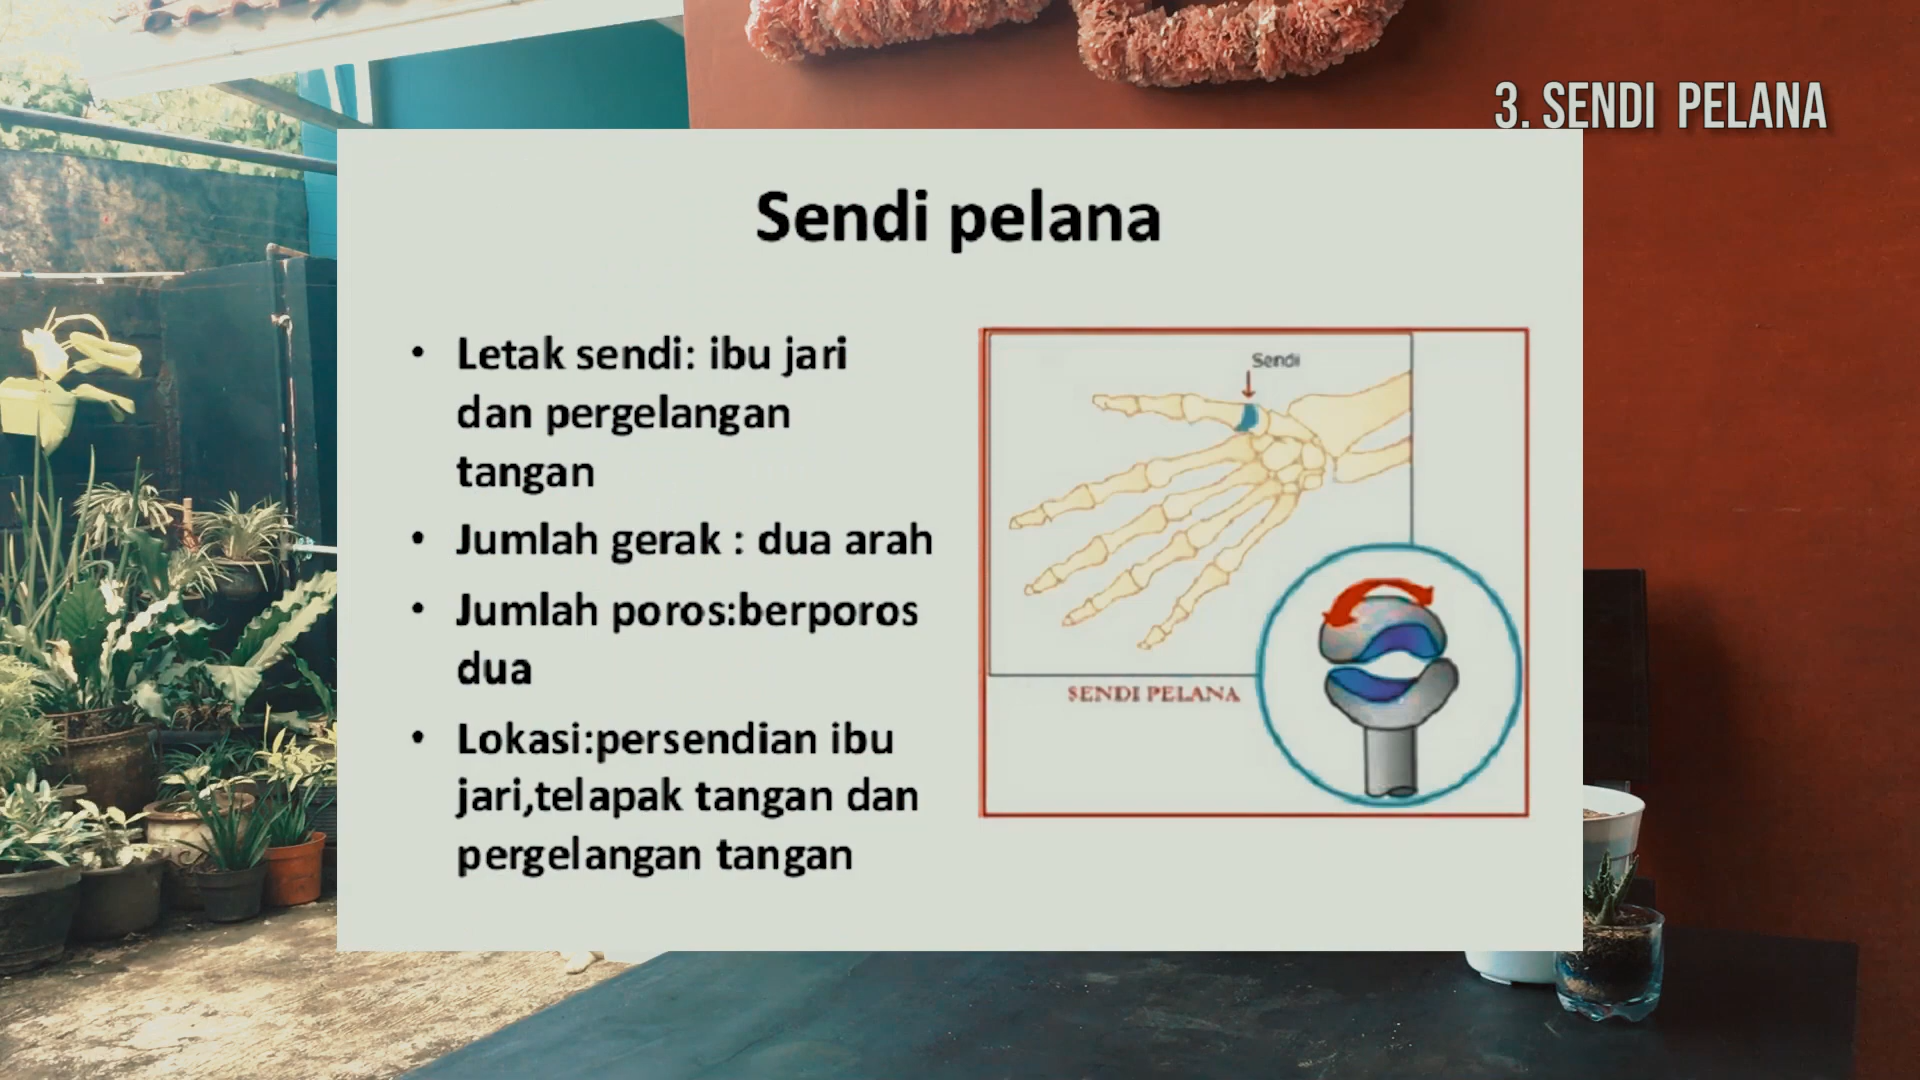 3. SENDI PELANA
Sendi pelana
• Letak sendi: ibu jari
dan pergelangan
tangan
• Jumlah gerak : dua arah
• Jumlah poros:berporos
dua
• Lokasi:persendian ibu
jari,telapak tangan dan
pergelangan tangan
Sendi
SENDI PELANA